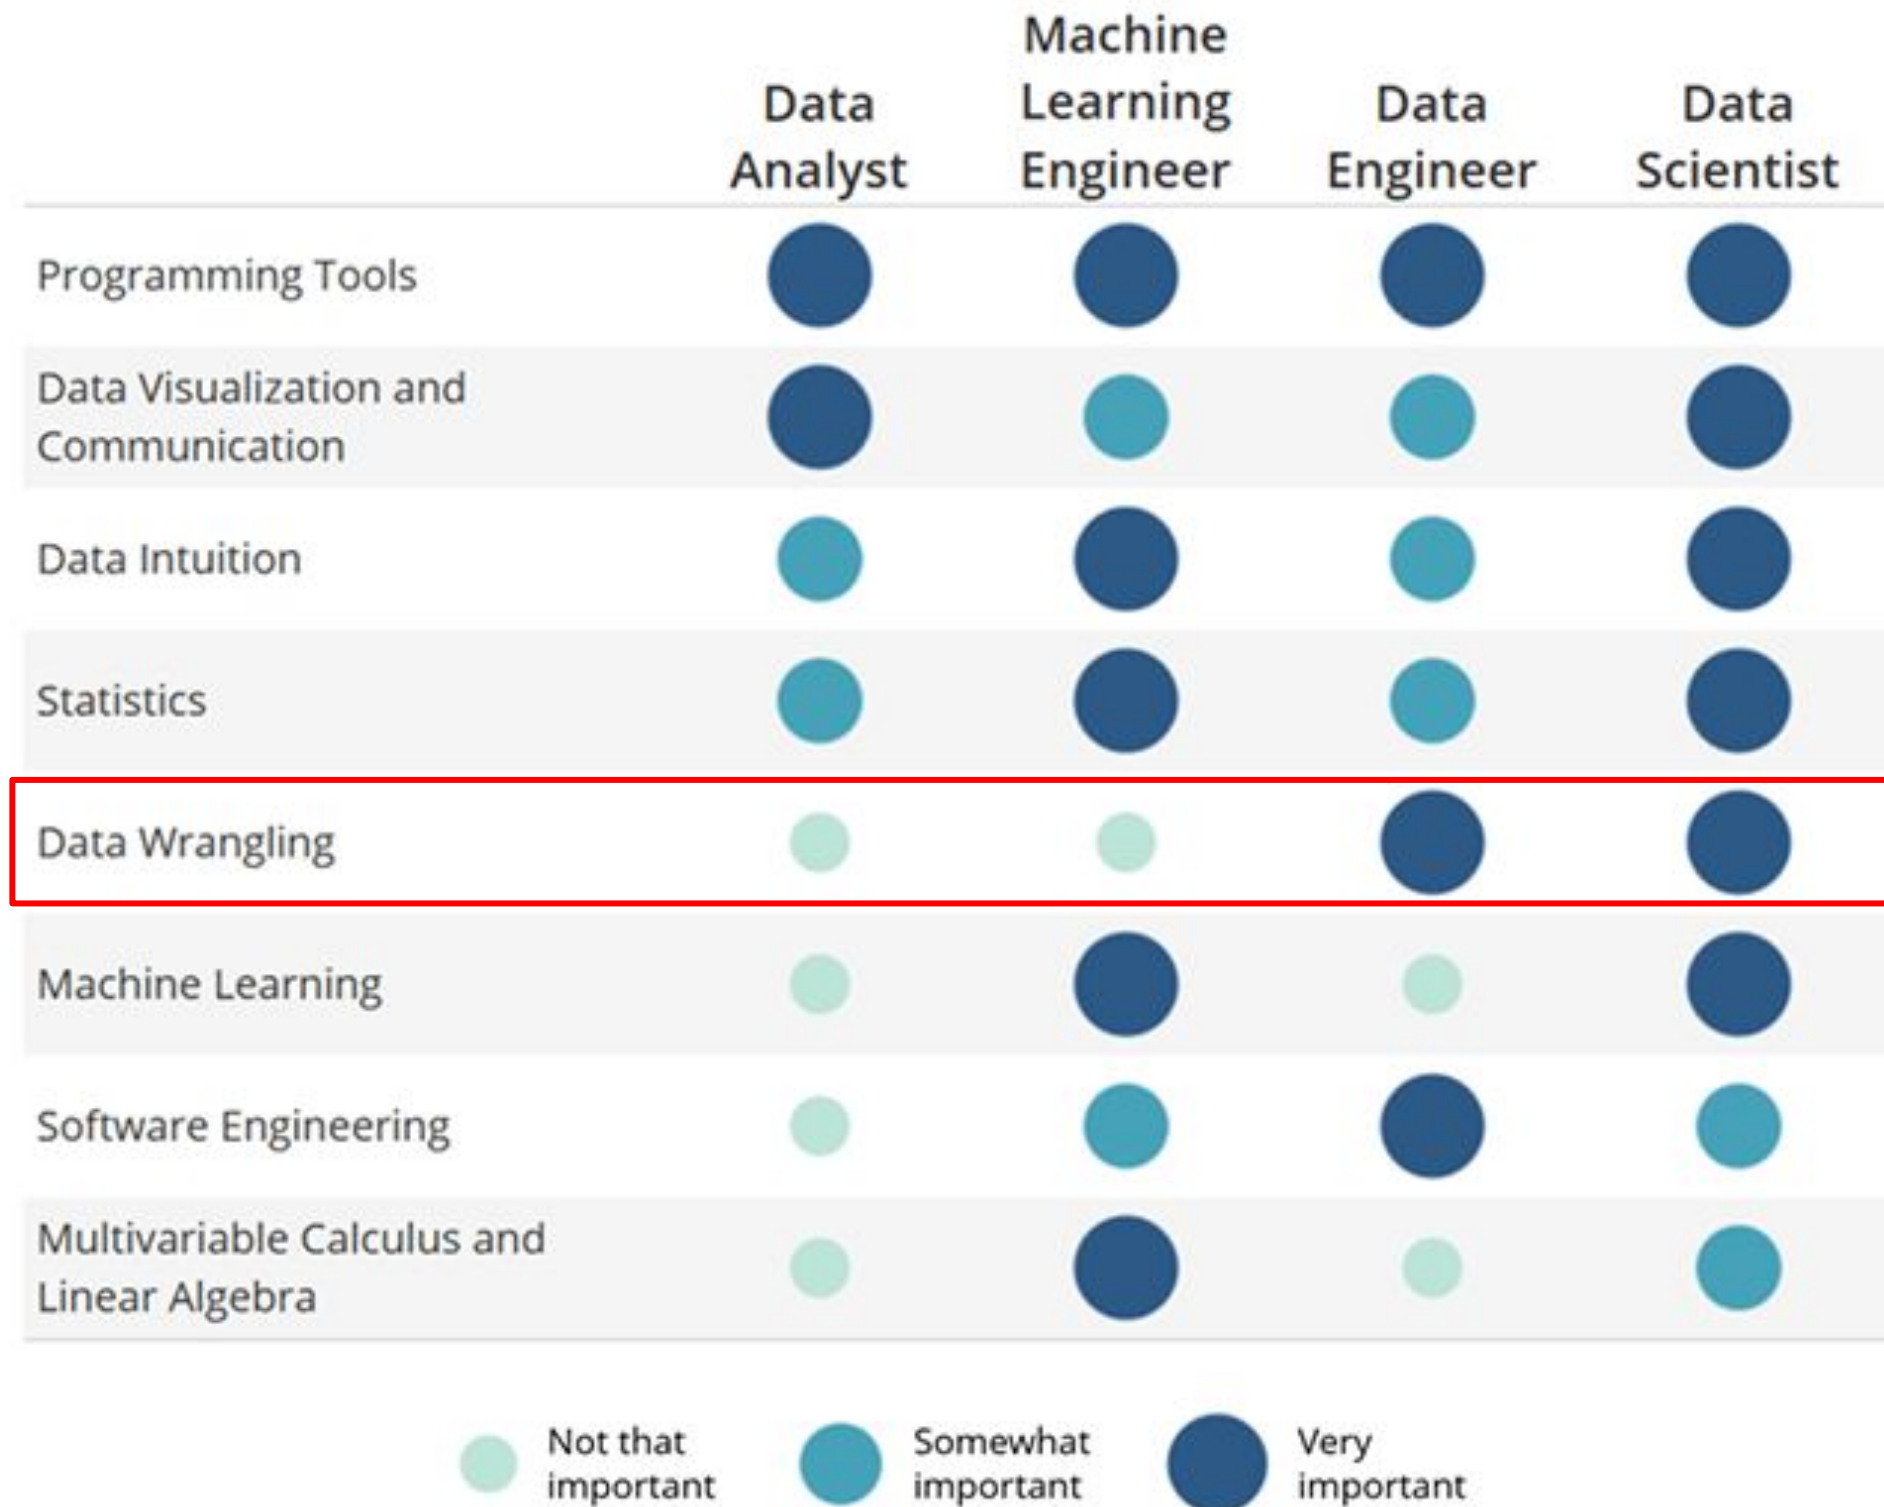 Data
Analyst
Machine
Learning
Engineer
Data
Engineer
Data
Scientist
Programming Tools
Data Visualization and
Communication
Data Intuition
Statistics
Data Wrangling
Machine Learning
Software Engineering
Multivariable Calculus and
Linear Algebra
Not that
important
Somewhat
important
Very
important